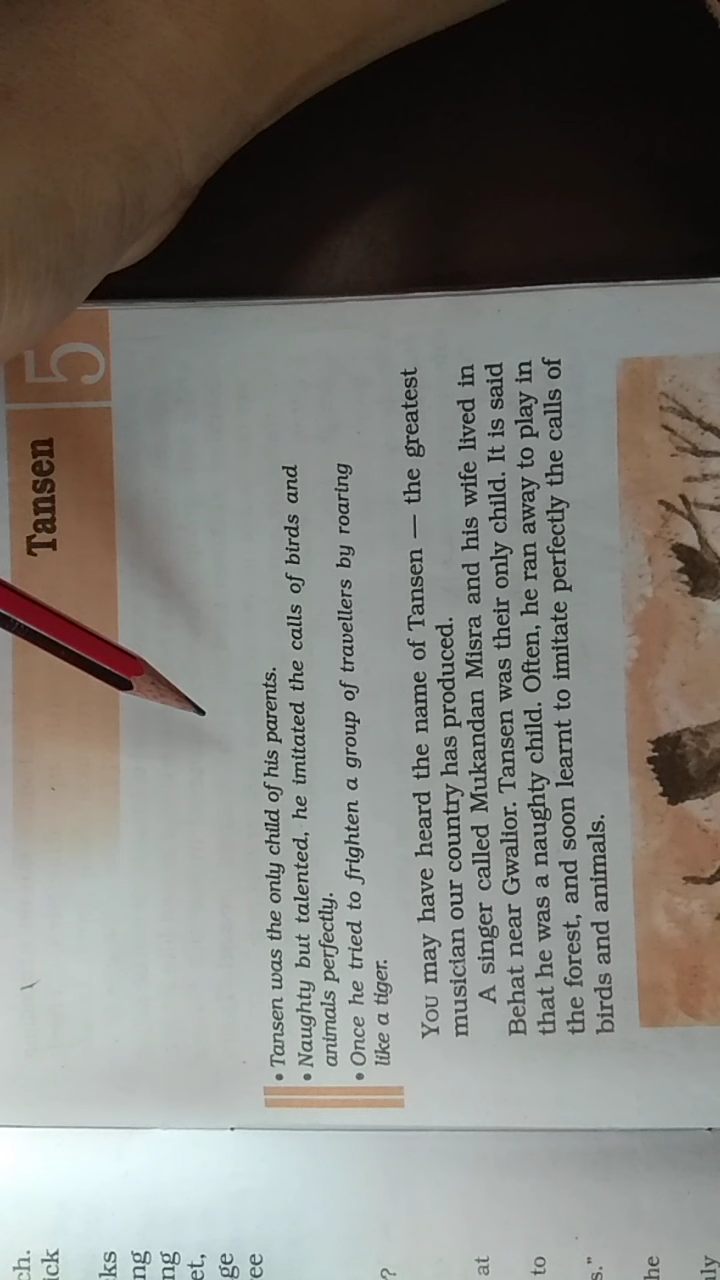 Tansen
5
• Tansen was the only child of his parents.
• Naughty but talented, he imitated the calls of birds and
animals perfectly.
• Once he tried to frighten a group of travellers by roaring
like a tiger.
YOU may have heard the name of Tansen — the greatest
musician our country has produced.
A singer called Mukandan Misra and his wife lived in
Behat near Gwalior. Tansen was their only child. It is said
that he was a naughty child. Often, he ran away to play in
the forest, and soon learnt to imitate perfectly the calls of
birds and animals.